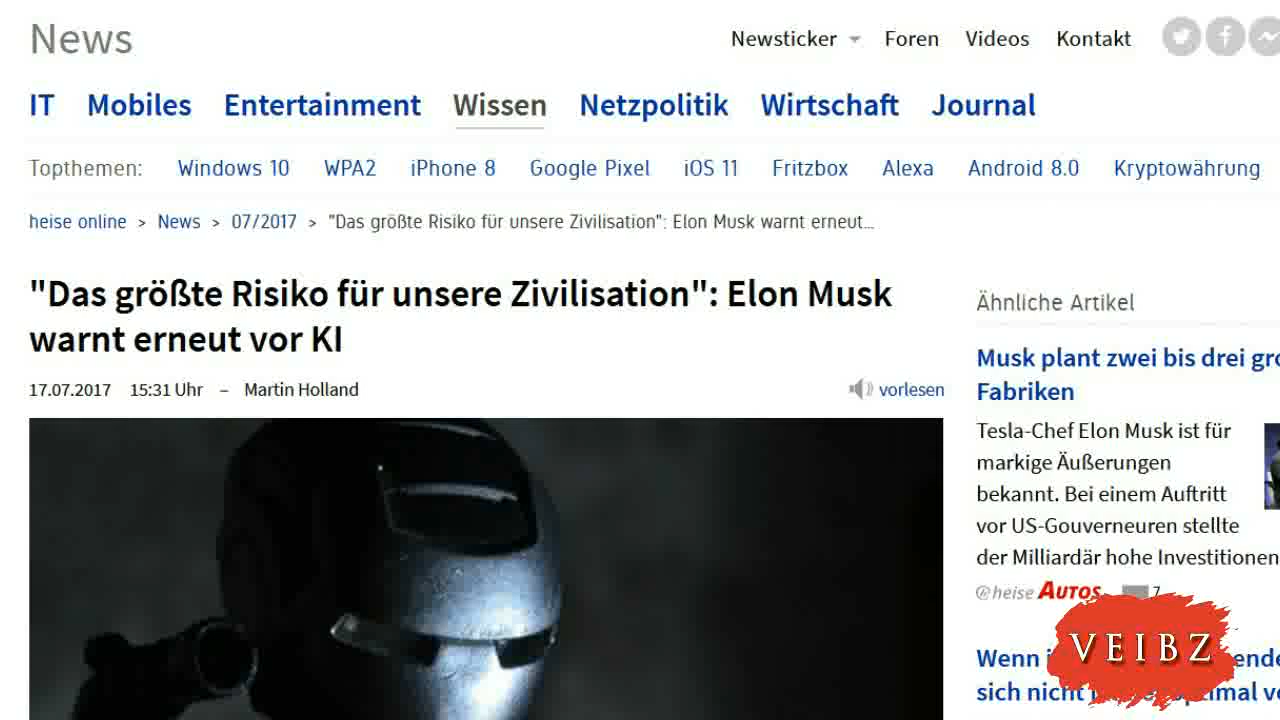 News
Newsticker Foren Videos Kontakt
IT Mobiles Entertainment Wissen Netzpolitik Wirtschaft Journal
Topthemen: Windows 10 WPA2 iPhone 8 Google Pixel iOS 11 Fritzbox Alexa Android 8.0 Kryptowährung
heise online > News > 07/2017 > "Das größte Risiko für unsere Zivilisation": Elon Musk warnt erneut...
"Das größte Risiko für unsere Zivilisation": Elon Musk
warnt erneut vor KI
17.07.2017 15:31 Uhr – Martin Holland
vorlesen
Ähnliche Artikel
Musk plant zwei bis drei
Fabriken
Tesla-Chef Elon Musk ist für
markige Äußerungen
bekannt. Bei einem Auftritt
vor US-Gouverneuren stellte
der Milliardär hohe Investitionen
heise AUTOS 7
Wenn
sich nicht
VEIBZ